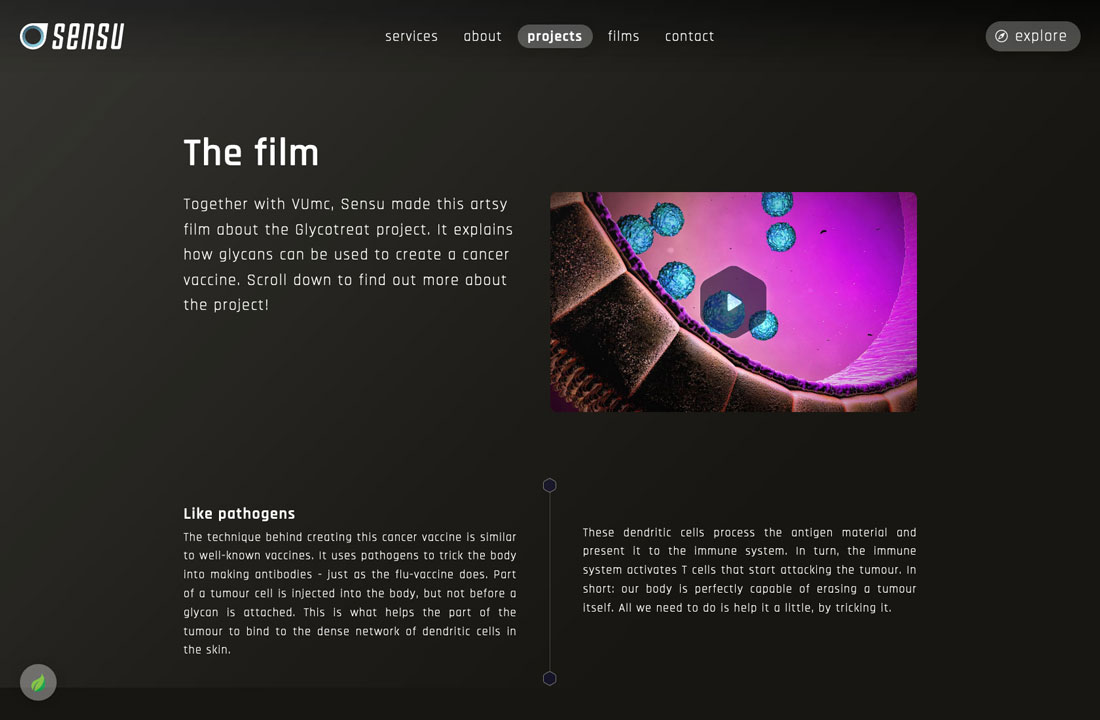 sensu
services
about
projects
films
contact
explore
The film
Together with VUmc, Sensu made this artsy
film about the Glycotreat project. It explains
how glycans can be used to create a cancer
vaccine. Scroll down to find out more about
the project!
Like pathogens
The technique behind creating this cancer vaccine is similar
to well-known vaccines. It uses pathogens to trick the body
into making antibodies - just as the flu-vaccine does. Part
of a tumour cell is injected into the body, but not before a
glycan is attached. This is what helps the part of the
tumour to bind to the dense network of dendritic cells in
the skin.
These dendritic cells process the antigen material and
present it to the immune system. In turn, the immune
system activates T cells that start attacking the tumour. In
short: our body is perfectly capable of erasing a tumour
itself. All we need to do is help it a little, by tricking it.